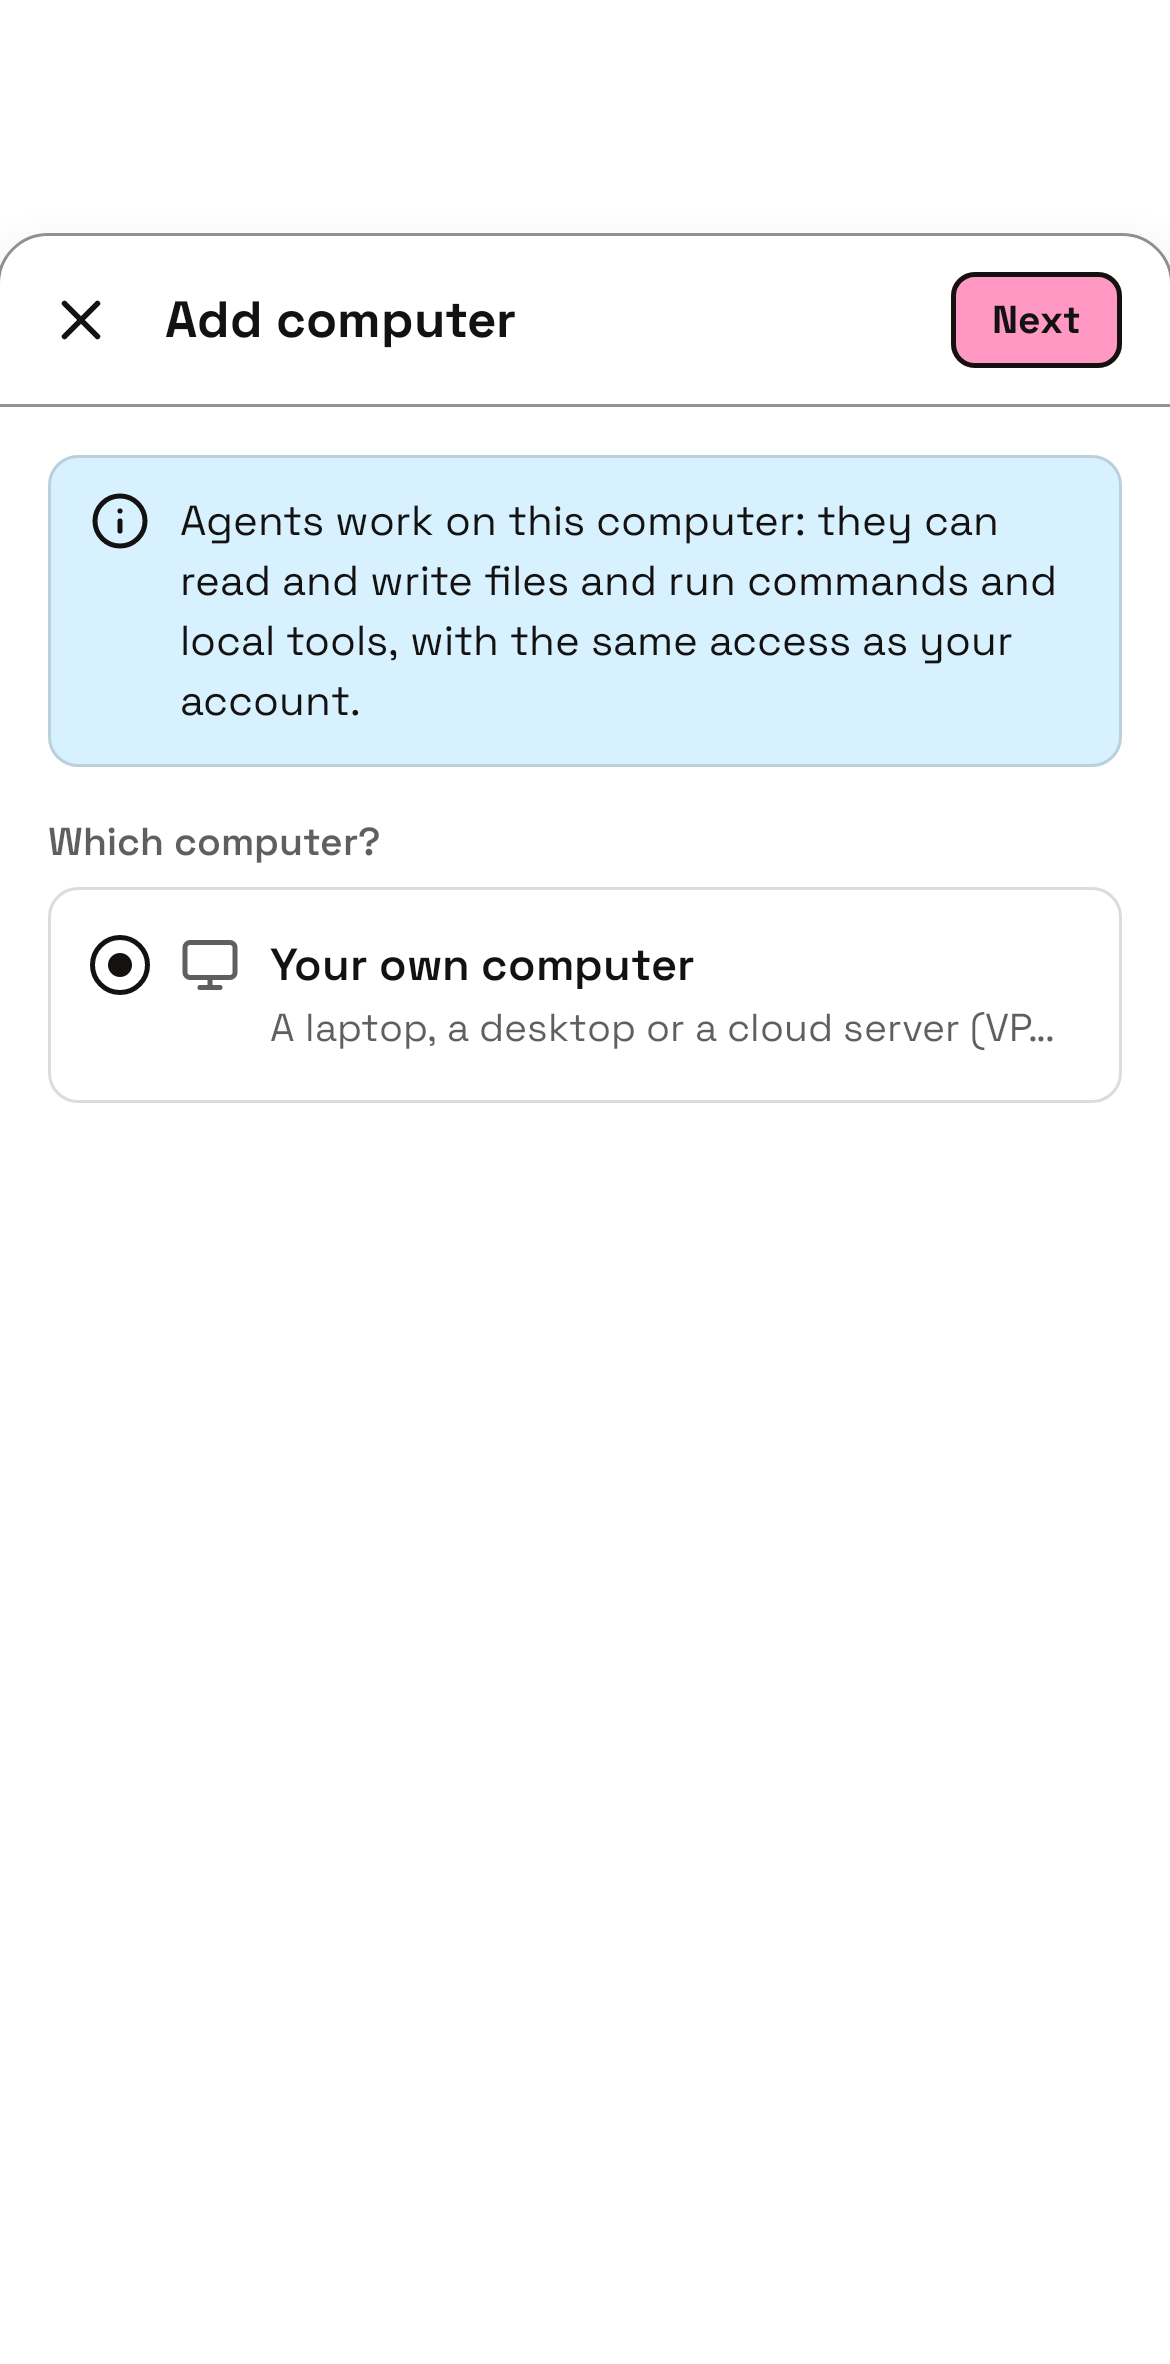 Add computer
Next
Agents work on this computer: they can
read and write files and run commands and
local tools, with the same access as your
account.
Which computer?
Your own computer
A laptop, a desktop or a cloud server (VP...